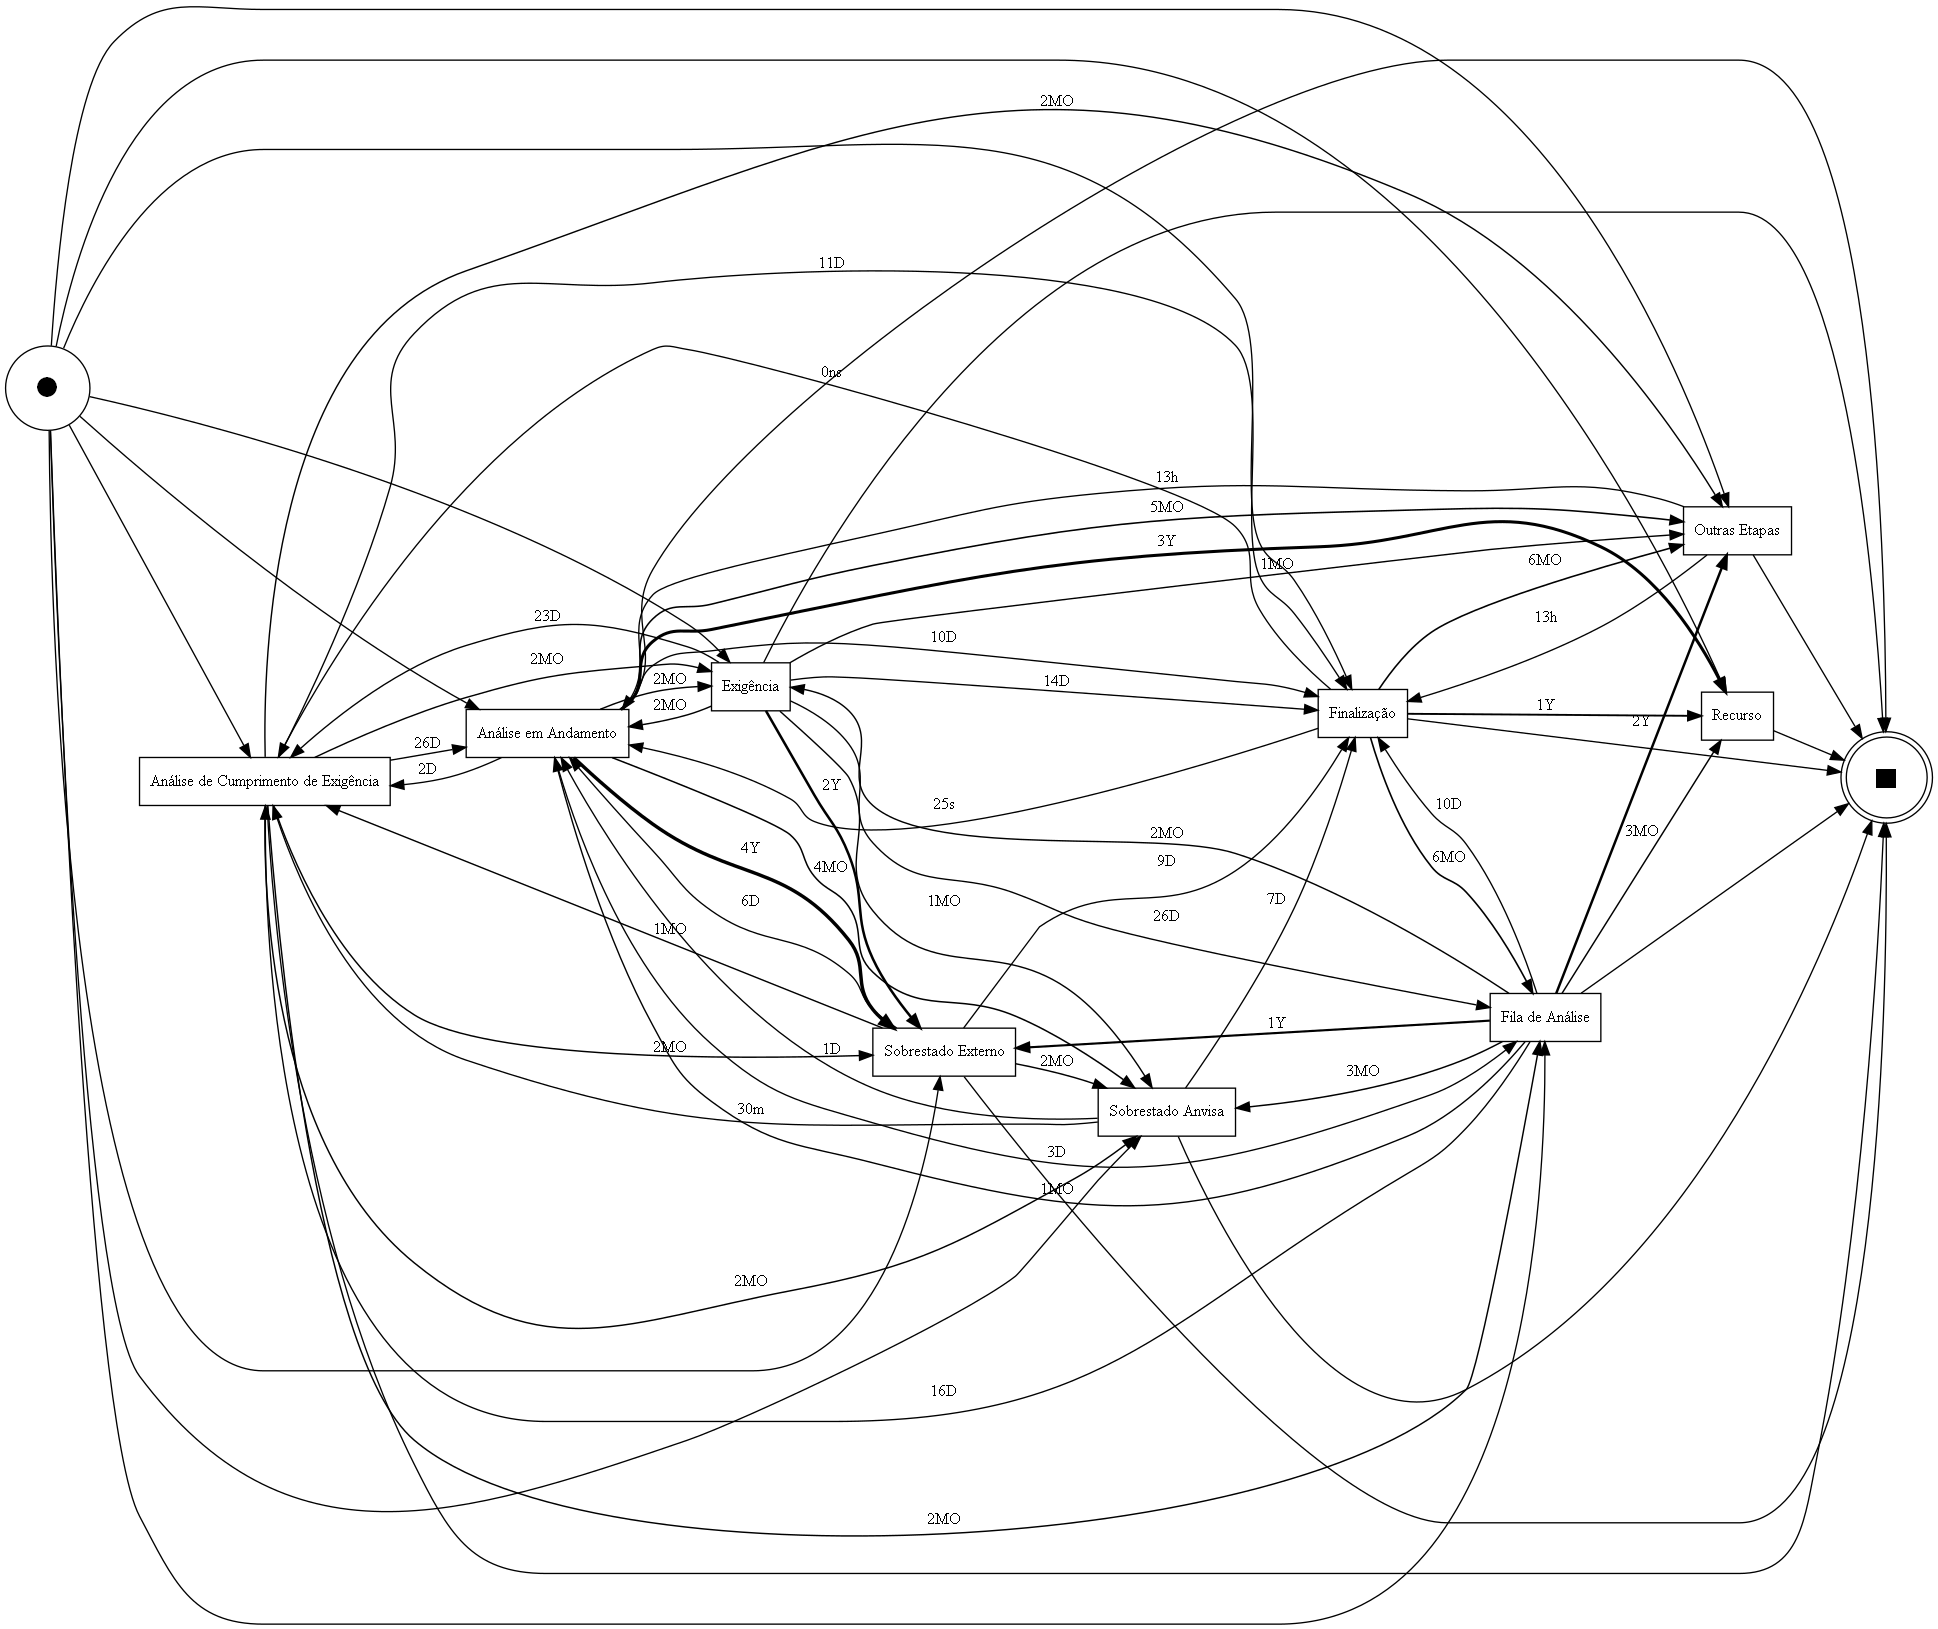 2MO
11D
0ns
13h
5MO
3Y
1MO
Outras Etapas
6MO
23D
13h
10D
2MO
2MO
14D
Exigência
2MO
1Y
Finalização
Recurso
2Y
Análise em Andamento
26D
2D
Análise de Cumprimento de Exigência
2Y
25s
10D
2MO
3MO
4Y
6MO
9D
4MO
6D
1MO
7D
26D
1MO
Fila de Análise
1Y
2MO
1D
Sobrestado Externo
2MO
3MO
30m
Sobrestado Anvisa
3D
1MO
2MO
16D
2MO